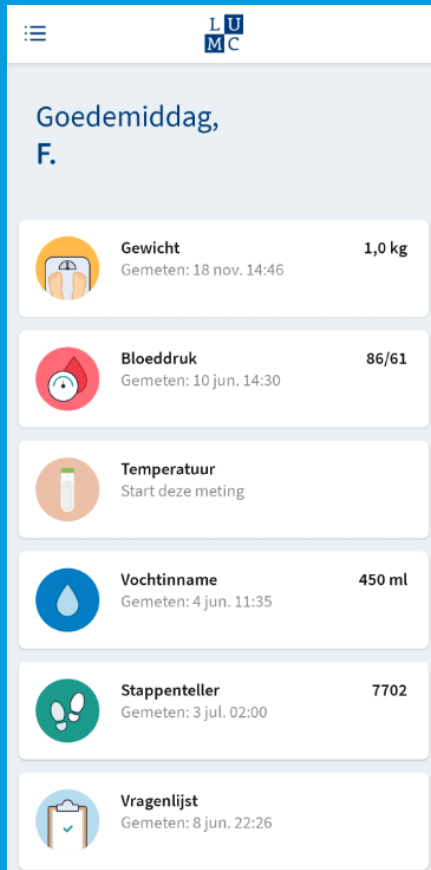 L U
M C
Goedemiddag,
F.
Gewicht 1,0 kg
Gemeten: 18 nov. 14:46
Bloeddruk 86/61
Gemeten: 10 jun. 14:30
Temperatuur
Start deze meting
Vochtinname 450 ml
Gemeten: 4 jun. 11:35
Stappenteller 7702
Gemeten: 3 jul. 02:00
Vragenlijst
Gemeten: 8 jun. 22:26